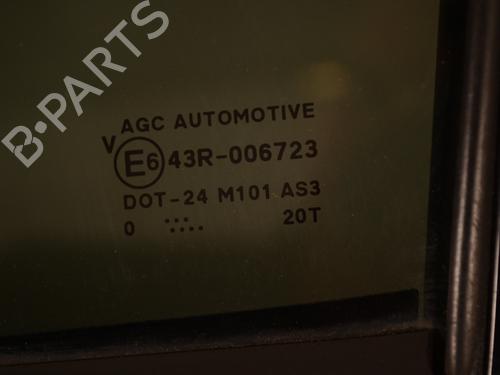 B-PARTS
AGC AUTOMOTIVE
V E6 43R-006723
DOT-24 M101 AS3
0 20T